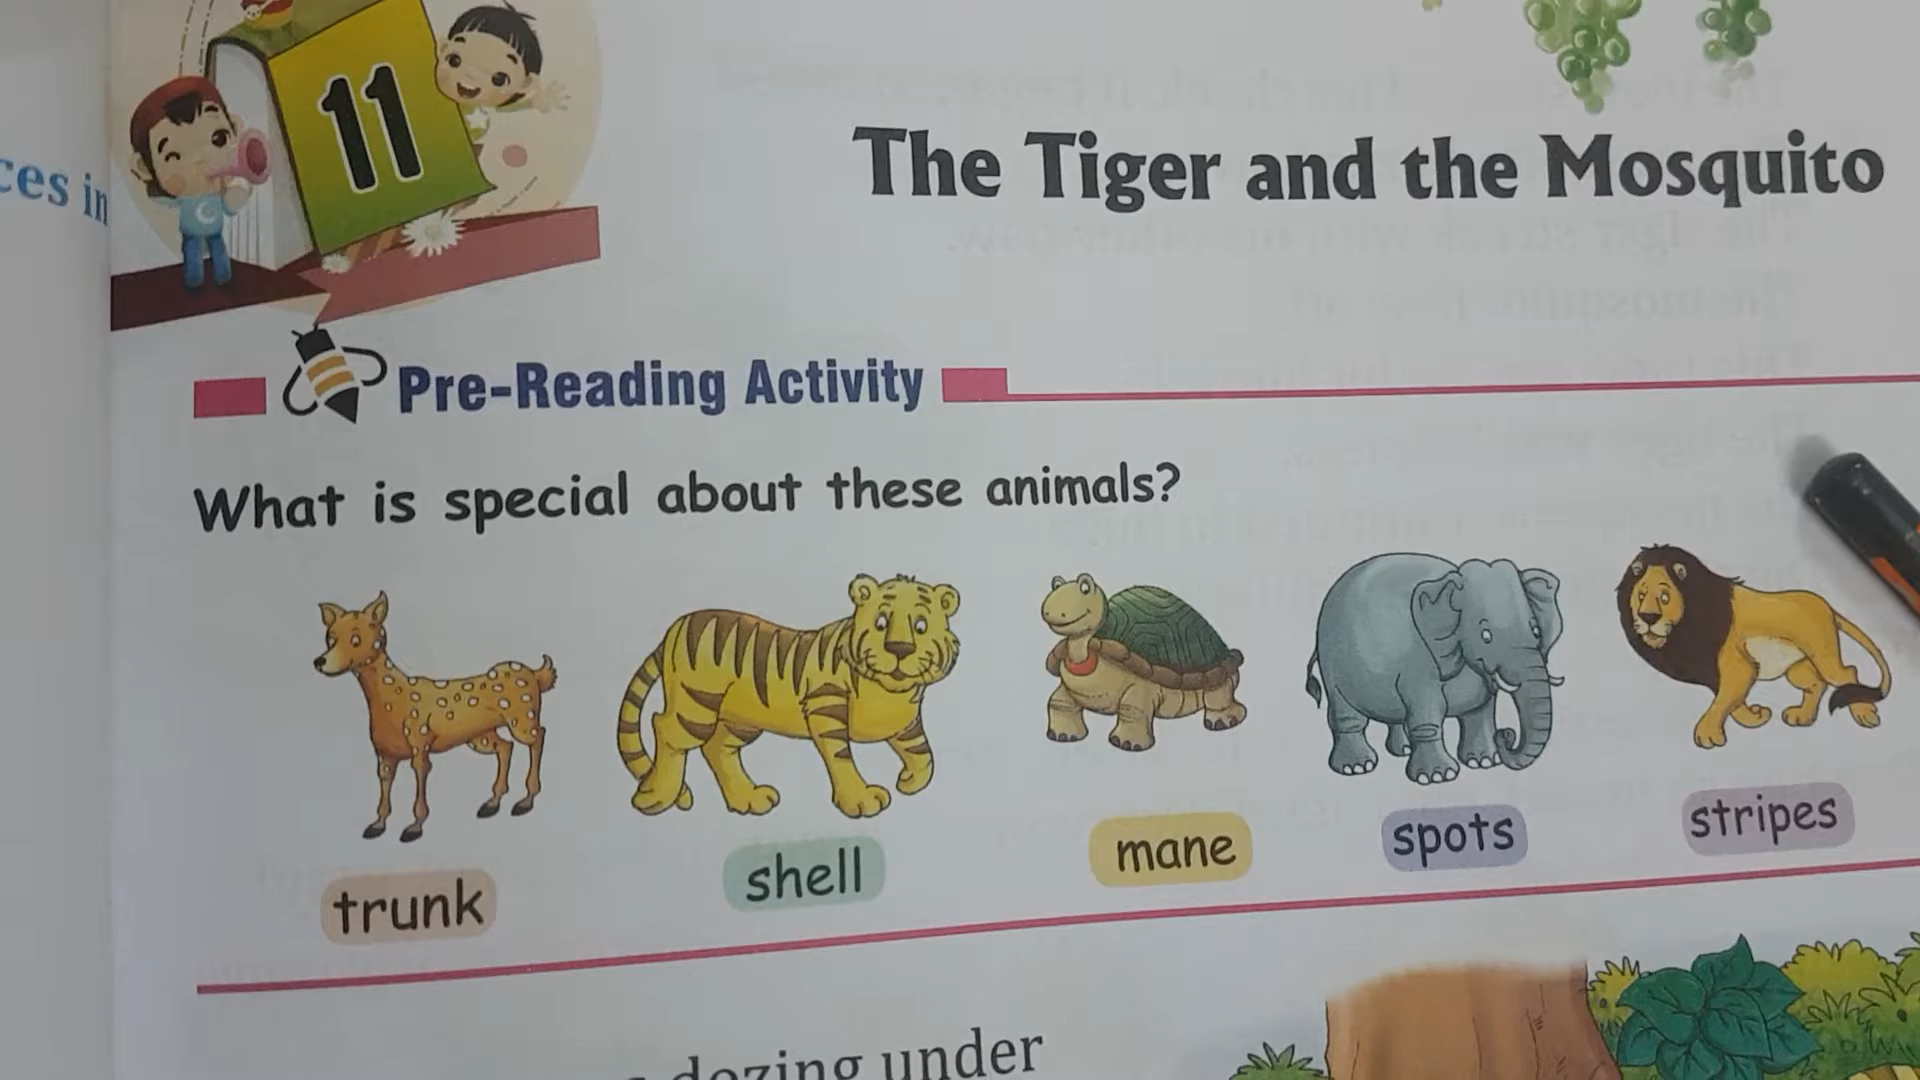 ces in
11
The Tiger and the Mosquito
Pre-Reading Activity
What is special about these animals?
trunk shell mane spots stripes
dozing under